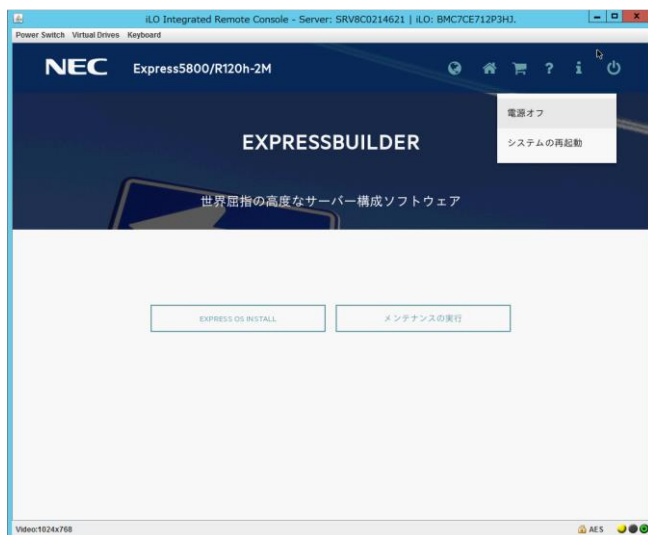 iLO Integrated Remote Console - Server: SRV8C0214621 | iLO: BMC7CE712P3HJ.
Power Switch Virtual Drives Keyboard
NEC Express5800/R120h-2M
電源オフ
システムの再起動
EXPRESSBUILDER
世界屈指の高度なサーバー構成ソフトウェア
EXPRESS OS INSTALL メンテナンスの実行
Video:1024x768 AES